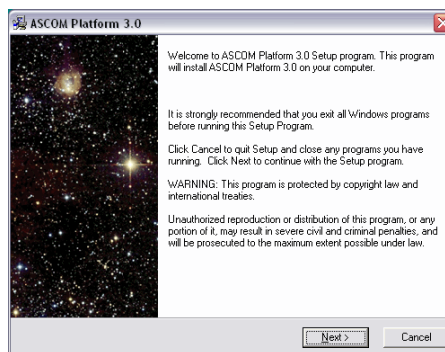 ASCOM Platform 3.0
Welcome to ASCOM Platform 3.0 Setup program. This program
will install ASCOM Platform 3.0 on your computer.
It is strongly recommended that you exit all Windows programs
before running this Setup Program.
Click Cancel to quit Setup and close any programs you have
running. Click Next to continue with the Setup program.
WARNING: This program is protected by copyright law and
international treaties.
Unauthorized reproduction or distribution of this program, or any
portion of it, may result in severe civil and criminal penalties, and
will be prosecuted to the maximum extent possible under law.
Next >
Cancel